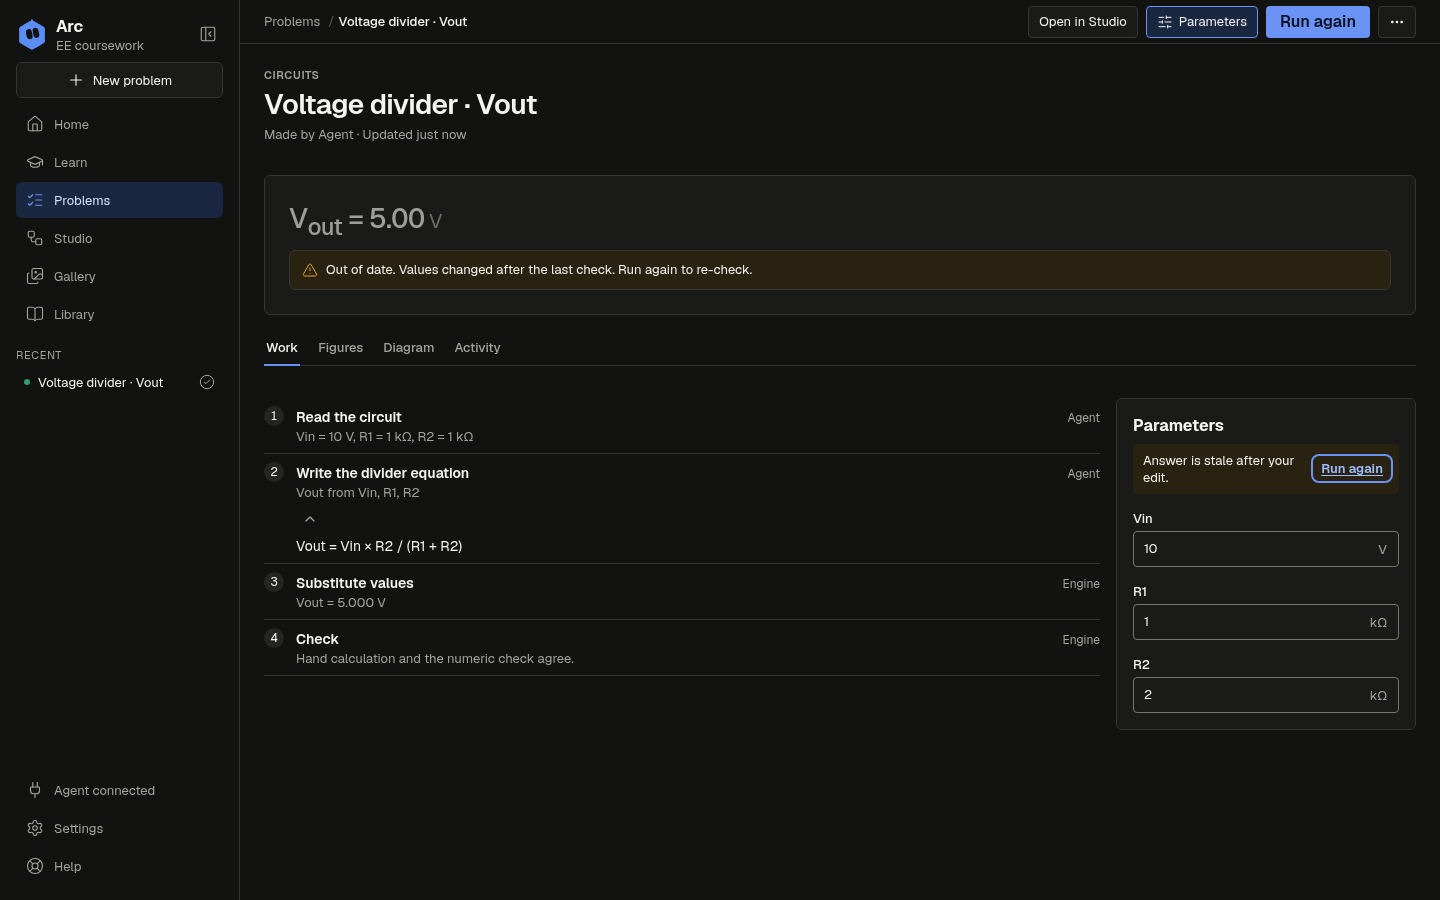 Arc
EE coursework
New problem
Home
Learn
Problems
Studio
Gallery
Library
RECENT
Voltage divider · Vout
Agent connected
Settings
Help
Problems / Voltage divider · Vout
Open in Studio
Parameters
Run again
CIRCUITS
Voltage divider · Vout
Made by Agent · Updated just now
Vout = 5.00 V
Out of date. Values changed after the last check. Run again to re-check.
Work Figures Diagram Activity
1 Read the circuit Agent
Vin = 10 V, R1 = 1 kΩ, R2 = 1 kΩ
2 Write the divider equation Agent
Vout from Vin, R1, R2
Vout = Vin × R2 / (R1 + R2)
3 Substitute values Engine
Vout = 5.000 V
4 Check Engine
Hand calculation and the numeric check agree.
Parameters
Answer is stale after your
edit.
Run again
Vin
10 V
R1
1 kΩ
R2
2 kΩ